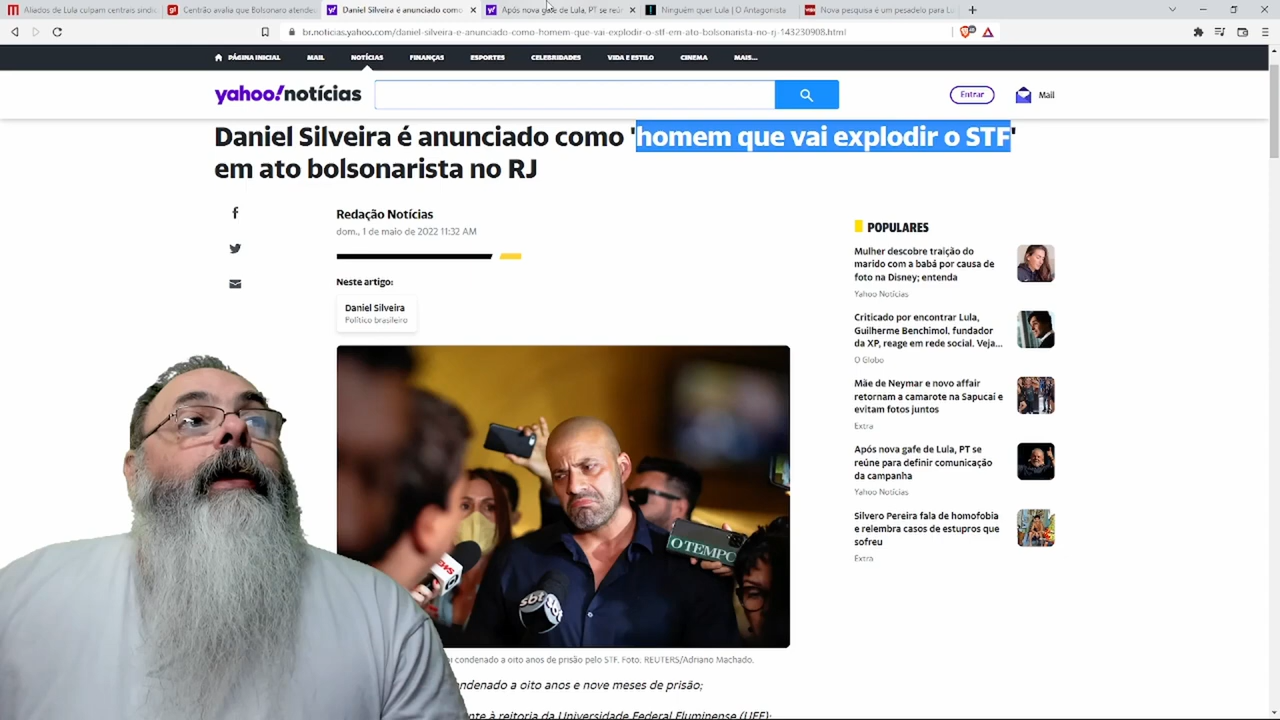 Aliados de Lula culpam centrais sindic
Centrão avalia que Bolsonaro atende
Daniel Silveira é anunciado como
Após nova gafe de Lula, PT se reún
Ninguém quer Lula | O Antagonista
Nova pesquisa é um pesadelo para Lu
br.noticias.yahoo.com/daniel-silveira-e-anunciado-como-homem-que-vai-explodir-o-stf-em-ato-bolsonarista-no-rj-143230908.html
PÁGINA INICIAL MAIL NOTÍCIAS FINANÇAS ESPORTES CELEBRIDADES VIDA E ESTILO CINEMA MAIS...
yahoo!notícias
Entrar
Mail
Daniel Silveira é anunciado como 'homem que vai explodir o STF'
em ato bolsonarista no RJ
Redação Notícias
dom., 1 de maio de 2022 11:32 AM
Neste artigo:
Daniel Silveira
Político brasileiro
O TEMPO
sbt
i condenado a oito anos de prisão pelo STF. Foto. REUTERS/Adriano Machado.
ndenado a oito anos e nove meses de prisão;
nte à reitoria da Universidade Federal Fluminense (UFF);
POPULARES
Mulher descobre traição do
marido com a babá por causa de
foto na Disney; entenda
Yahoo Notícias
Criticado por encontrar Lula,
Guilherme Benchimol, fundador
da XP, reage em rede social. Veja...
O Globo
Mãe de Neymar e novo affair
retornam a camarote na Sapucaí e
evitam fotos juntos
Extra
Após nova gafe de Lula, PT se
reúne para definir comunicação
da campanha
Yahoo Notícias
Silvero Pereira fala de homofobia
e relembra casos de estupros que
sofreu
Extra